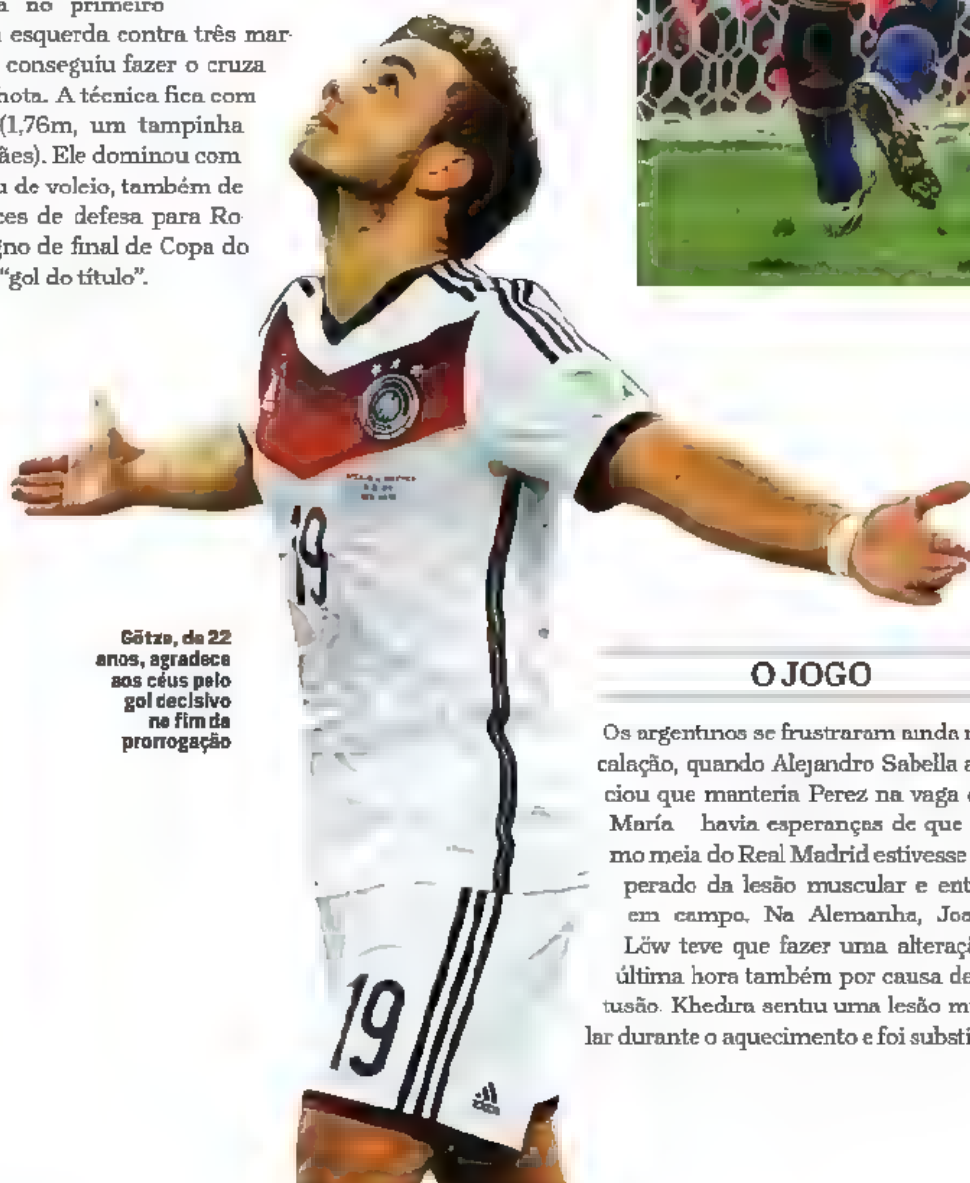 a no primeiro
esquerda contra três mar-
conseguiu fazer o cruza
nota. A técnica fica com
(1,76m, um tampinha
ães). Ele dominou com
u de voleio, também de
ces de defesa para Ro
gno de final de Copa do
“gol do título”.
19
Götze, de 22
anos, agradece
aos céus pelo
gol decisivo
no fim da
prorrogação
19
adidas
O JOGO
Os argentinos se frustraram ainda
calação, quando Alejandro Sabella a
ciou que manteria Perez na vaga
María havia esperanças de que
mo meia do Real Madrid estivesse
perado da lesão muscular e ent
em campo. Na Alemanha, Joa
Löw teve que fazer uma alteraç
última hora também por causa de
tusão. Khedira sentiu uma lesão m
lar durante o aquecimento e foi substi